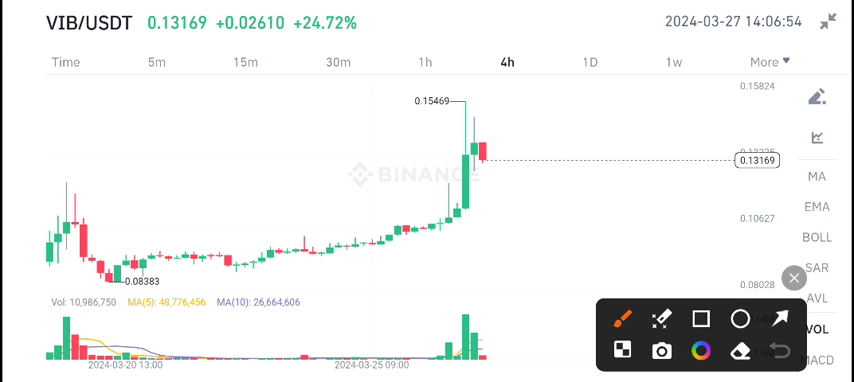 VIB/USDT 0.13169 +0.02610 +24.72% 2024-03-27 14:06:54
Time 5m 15m 30m 1h 4h 1D 1w More
0.15824
0.15469
0.13169
BINANCE
MA
EMA
0.10627
BOLL
SAR
0.08383
0.08028
AVL
Vol: 10,986,750 MA(5): 48,776,456 MA(10): 26,664,606
VOL
MACD
2024-03-20 13:00 2024-03-25 09:00